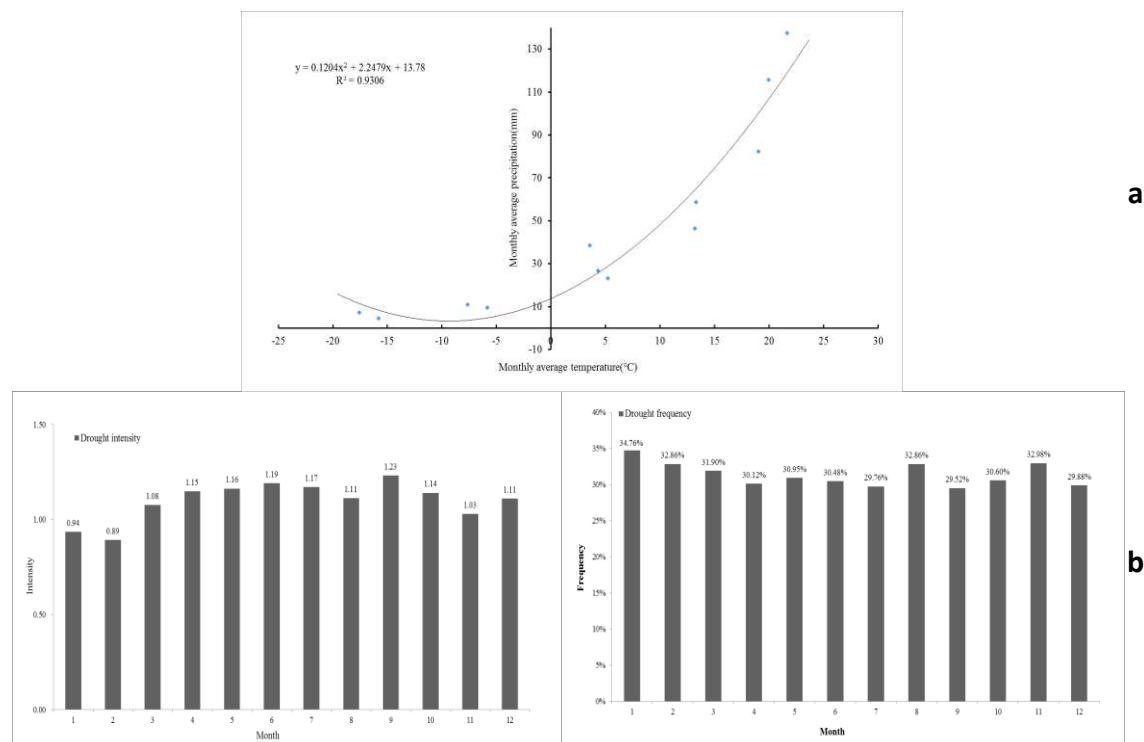 y = 0.1204x² + 2.2479x + 13.78
R² = 0.9306
Monthly average precipitation(mm)
130
110
90
70
50
30
10
-10
-25 -20 -15 -10 -5 0 5 10 15 20 25 30
Monthly average temperature(℃)
a
Drought intensity
Intensity
1.50
1.00
0.50
0.00
0.94 0.89 1.08 1.15 1.16 1.19 1.17 1.11 1.23 1.14 1.03 1.11
1 2 3 4 5 6 7 8 9 10 11 12
Month
Drought frequency
Frequency
40%
35%
30%
25%
20%
15%
10%
5%
0%
34.76% 32.86% 31.90% 30.12% 30.95% 30.48% 29.76% 32.86% 29.52% 30.60% 32.98% 29.88%
1 2 3 4 5 6 7 8 9 10 11 12
Month
b